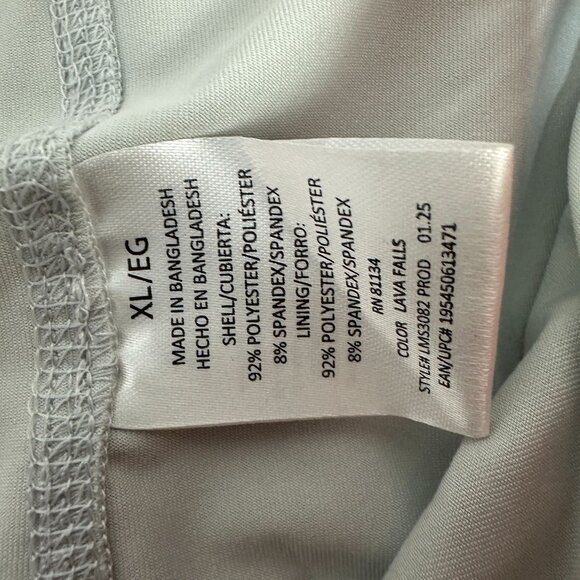 XL/EG
MADE IN BANGLADESH
HECHO EN BANGLADESH
SHELL/CUBIERTA:
92% POLYESTER/POLIÉSTER
8% SPANDEX/SPANDEX
LINING/FORRO:
92% POLYESTER/POLIÉSTER
8% SPANDEX/SPANDEX
RN 81134
COLOR LAVA FALLS
STYLE# LMS3082 PROD 01.25
EAN/UPC# 195450613471